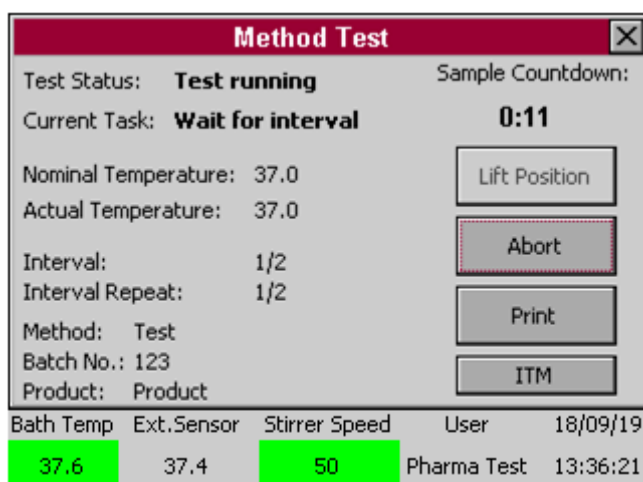 Method Test
Test Status: Test running
Sample Countdown:
Current Task: Wait for interval
0:11
Nominal Temperature: 37.0
Lift Position
Actual Temperature: 37.0
Abort
Interval: 1/2
Interval Repeat: 1/2
Print
Method: Test
Batch No.: 123
ITM
Product: Product
Bath Temp Ext.Sensor Stirrer Speed User 18/09/19
37.6 37.4 50 Pharma Test 13:36:21